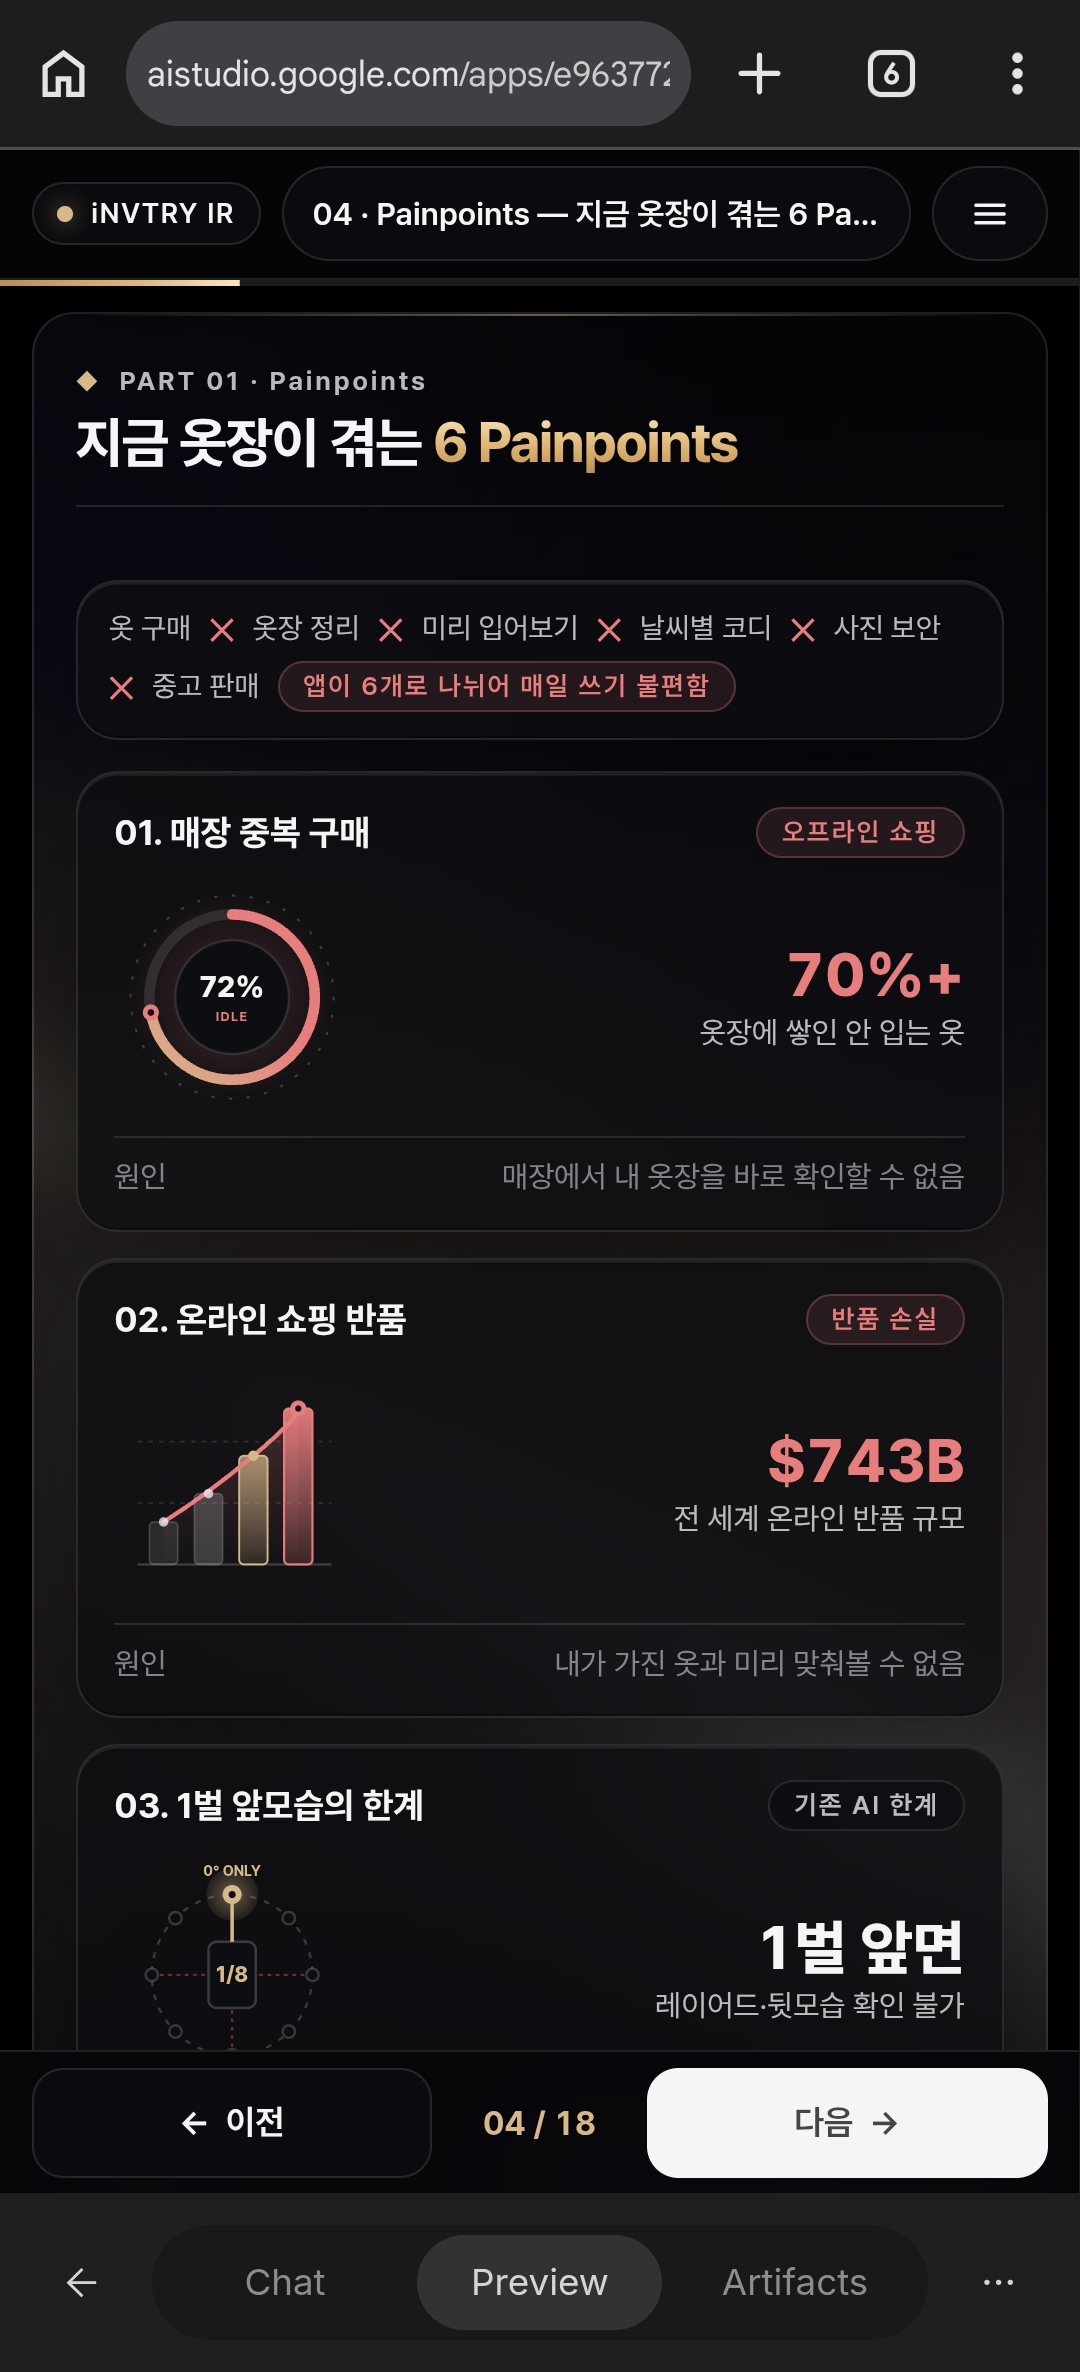 aistudio.google.com/apps/e963772
6
iNVTRY IR
04 · Painpoints — 지금 옷장이 겪는 6 Pa...
PART 01 · Painpoints
지금 옷장이 겪는 6 Painpoints
옷 구매 × 옷장 정리 × 미리 입어보기 × 날씨별 코디 × 사진 보안
× 중고 판매 앱이 6개로 나뉘어 매일 쓰기 불편함
01. 매장 중복 구매
오프라인 쇼핑
72%
IDLE
70%+
옷장에 쌓인 안 입는 옷
원인
매장에서 내 옷장을 바로 확인할 수 없음
02. 온라인 쇼핑 반품
반품 손실
$743B
전 세계 온라인 반품 규모
원인
내가 가진 옷과 미리 맞춰볼 수 없음
03. 1벌 앞모습의 한계
기존 AI 한계
0° ONLY
1/8
1벌 앞면
레이어드·뒷모습 확인 불가
← 이전
04 / 18
다음 →
Chat
Preview
Artifacts